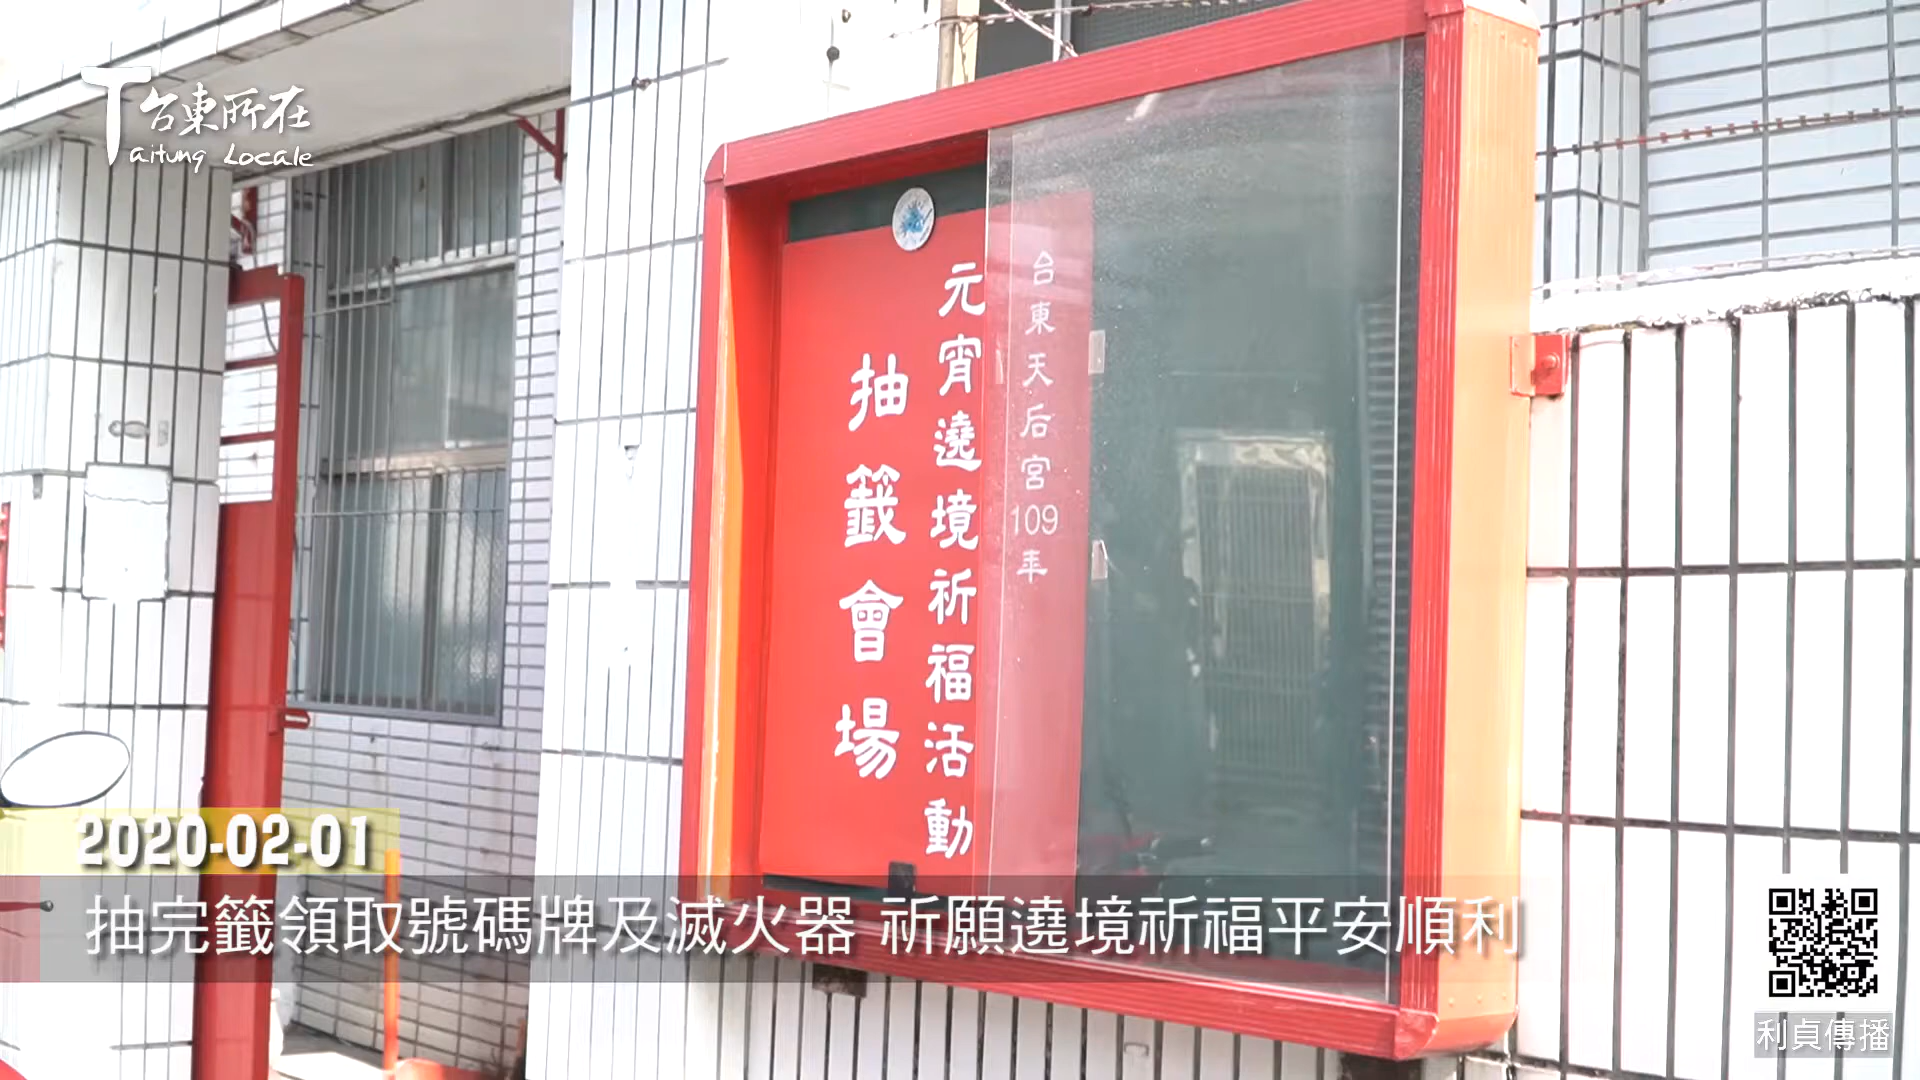 台東所在
Taitung Locale
台東天后宮109年
元宵遶境祈福活動
抽籤會場
2020-02-01
抽完籤領取號碼牌及滅火器 祈願遶境祈福平安順利
利貞傳播